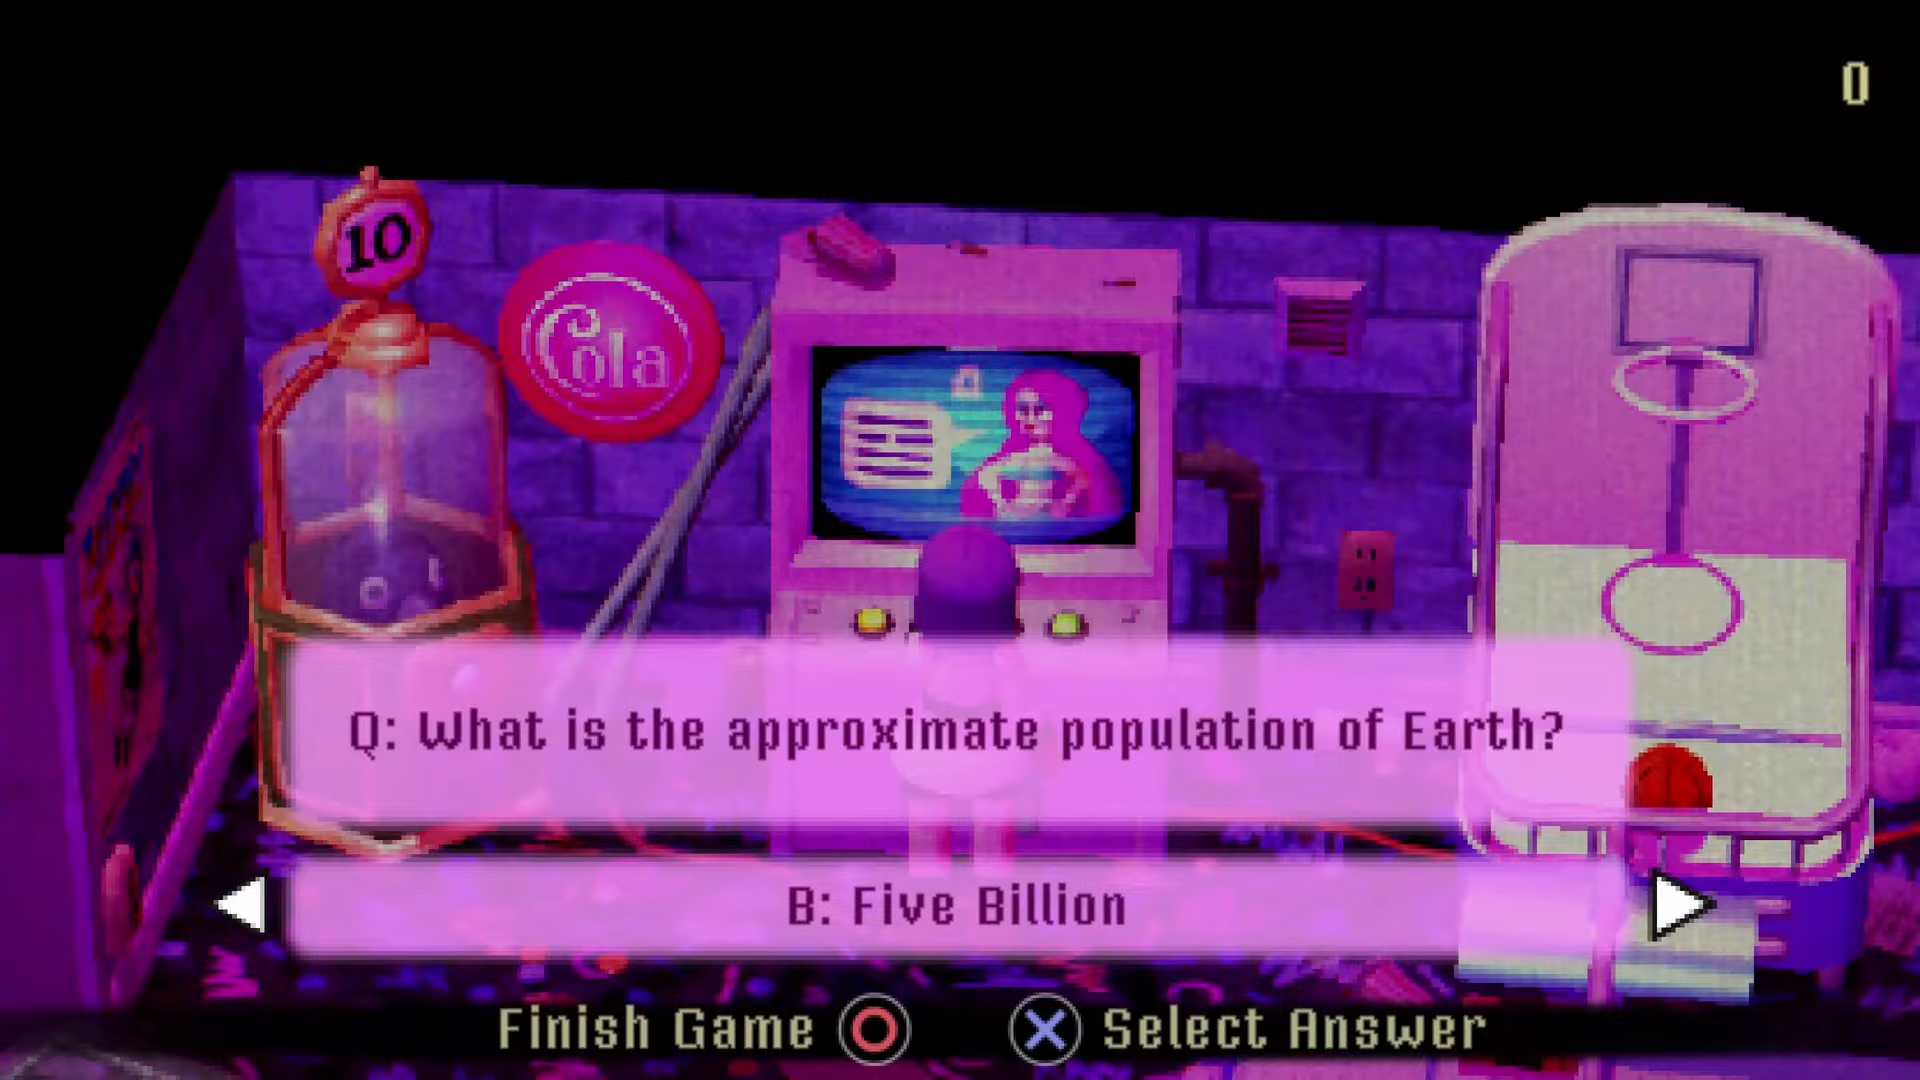 0
10
Cola
Q: What is the approximate population of Earth?
B: Five Billion
Finish Game
Select Answer